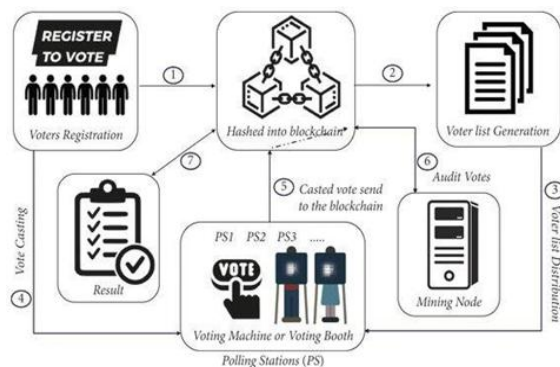 REGISTER
TO VOTE
Voters Registration
1
Hashed into blockchain
2
Voter list Generation
7
Result
5
Casted vote send
to the blockchain
6
Audit Votes
Mining Node
3
Voter list Distribution
Vote Casting
4
PS1 PS2 PS3 .....
VOTE
Voting Machine or Voting Booth
Polling Stations (PS)